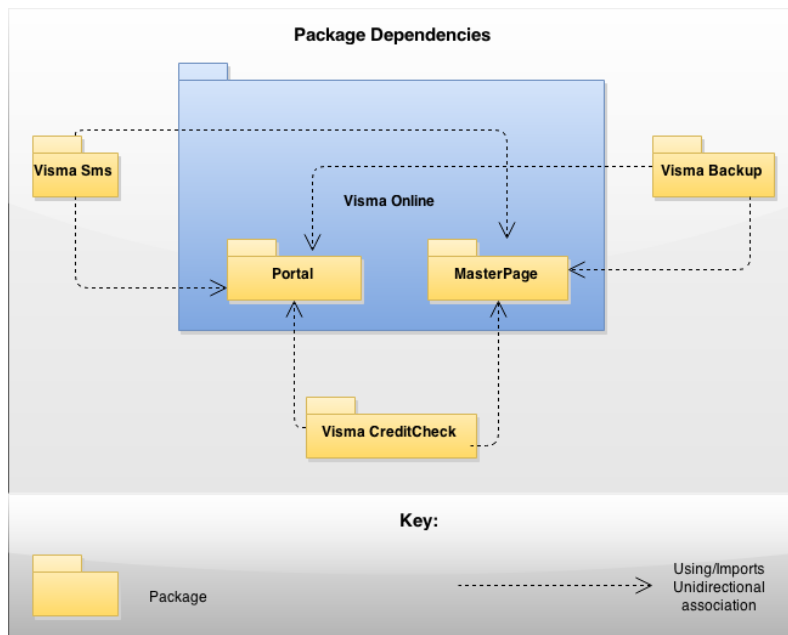 Package Dependencies
Visma Sms
Visma Backup
Visma Online
Portal
MasterPage
Visma CreditCheck
Key:
Package
Using/Imports
Unidirectional
association